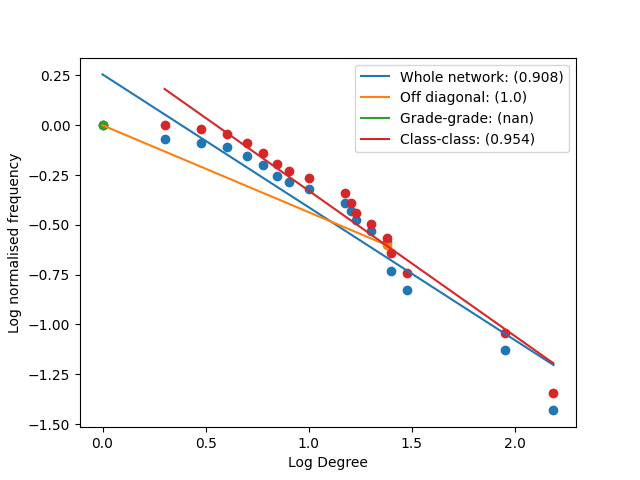 Whole network: (0.908)
Off diagonal: (1.0)
Grade-grade: (nan)
Class-class: (0.954)
Log normalised frequency
0.25
0.00
−0.25
−0.50
−0.75
−1.00
−1.25
−1.50
0.0 0.5 1.0 1.5 2.0
Log Degree